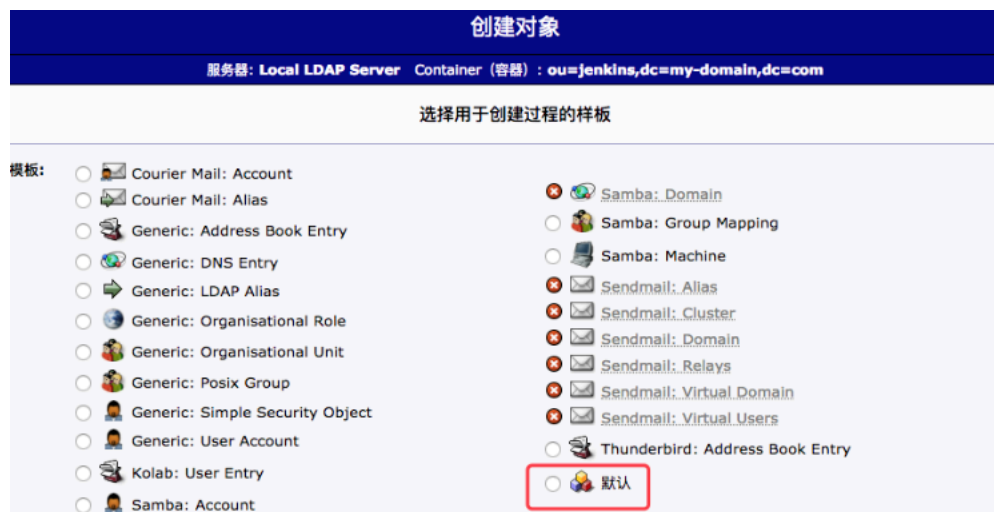 创建对象
服务器: Local LDAP Server Container（容器）: ou=jenkins,dc=my-domain,dc=com
选择用于创建过程的样板
模板:
Courier Mail: Account
Courier Mail: Alias
Generic: Address Book Entry
Generic: DNS Entry
Generic: LDAP Alias
Generic: Organisational Role
Generic: Organisational Unit
Generic: Posix Group
Generic: Simple Security Object
Generic: User Account
Kolab: User Entry
Samba: Account
Samba: Domain
Samba: Group Mapping
Samba: Machine
Sendmail: Alias
Sendmail: Cluster
Sendmail: Domain
Sendmail: Relays
Sendmail: Virtual Domain
Sendmail: Virtual Users
Thunderbird: Address Book Entry
默认